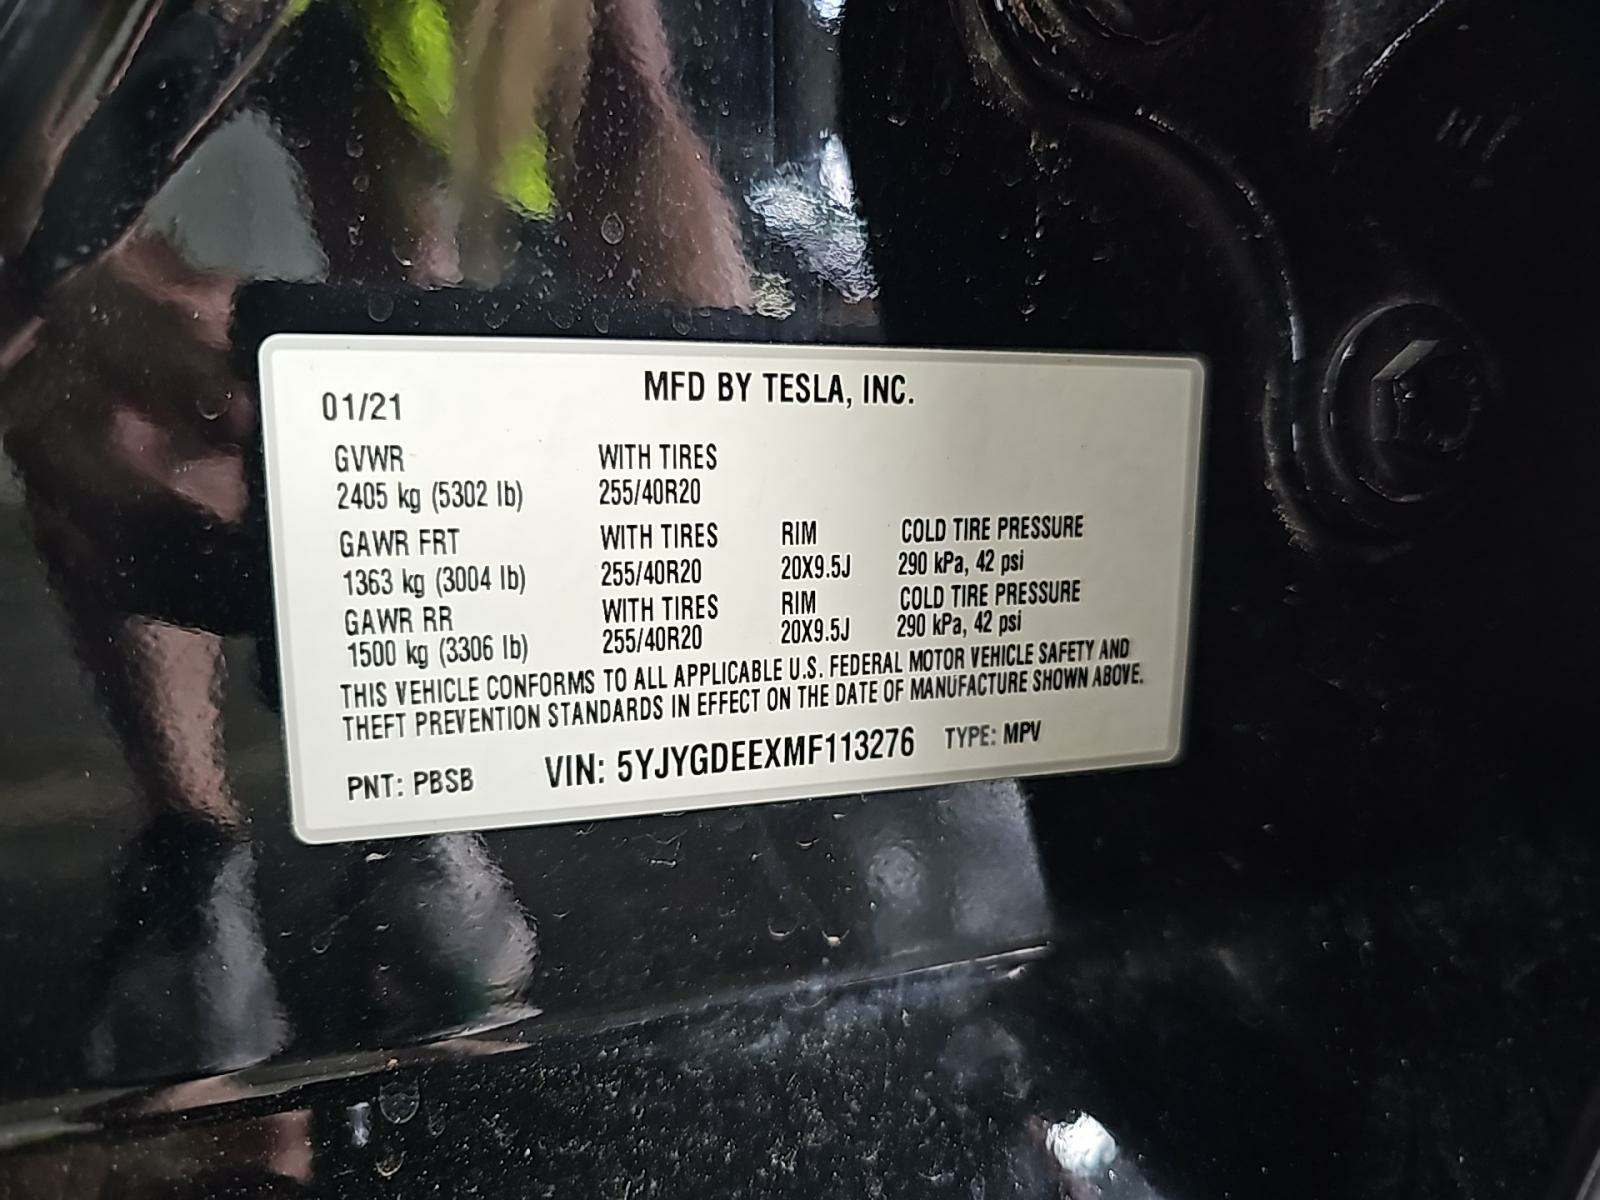 MFD BY TESLA, INC.
01/21
GVWR WITH TIRES
2405 kg (5302 lb) 255/40R20
GAWR FRT WITH TIRES RIM COLD TIRE PRESSURE
1363 kg (3004 lb) 255/40R20 20X9.5J 290 kPa, 42 psi
GAWR RR WITH TIRES RIM COLD TIRE PRESSURE
1500 kg (3306 lb) 255/40R20 20X9.5J 290 kPa, 42 psi
THIS VEHICLE CONFORMS TO ALL APPLICABLE U.S. FEDERAL MOTOR VEHICLE SAFETY AND
THEFT PREVENTION STANDARDS IN EFFECT ON THE DATE OF MANUFACTURE SHOWN ABOVE.
PNT: PBSB VIN: 5YJYGDEEXMF113276 TYPE: MPV